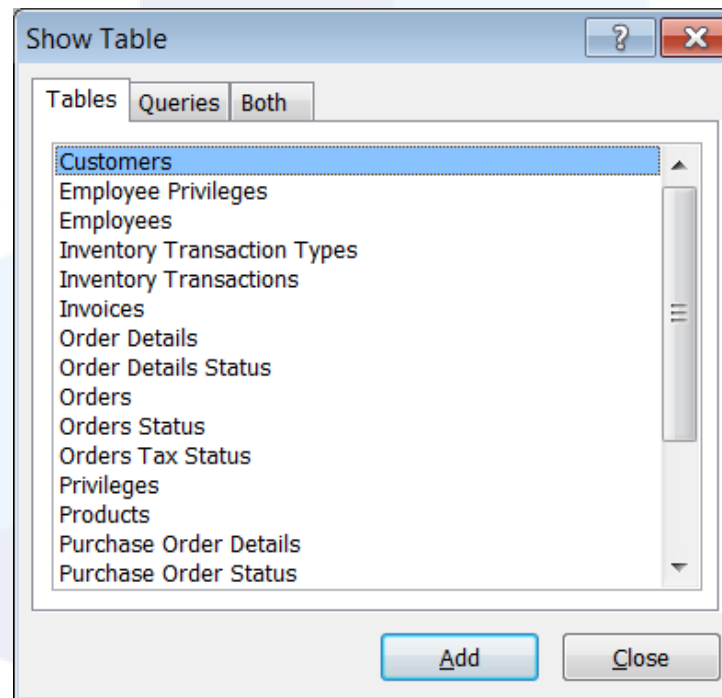 Show Table
Tables Queries Both
Customers
Employee Privileges
Employees
Inventory Transaction Types
Inventory Transactions
Invoices
Order Details
Order Details Status
Orders
Orders Status
Orders Tax Status
Privileges
Products
Purchase Order Details
Purchase Order Status
Add Close